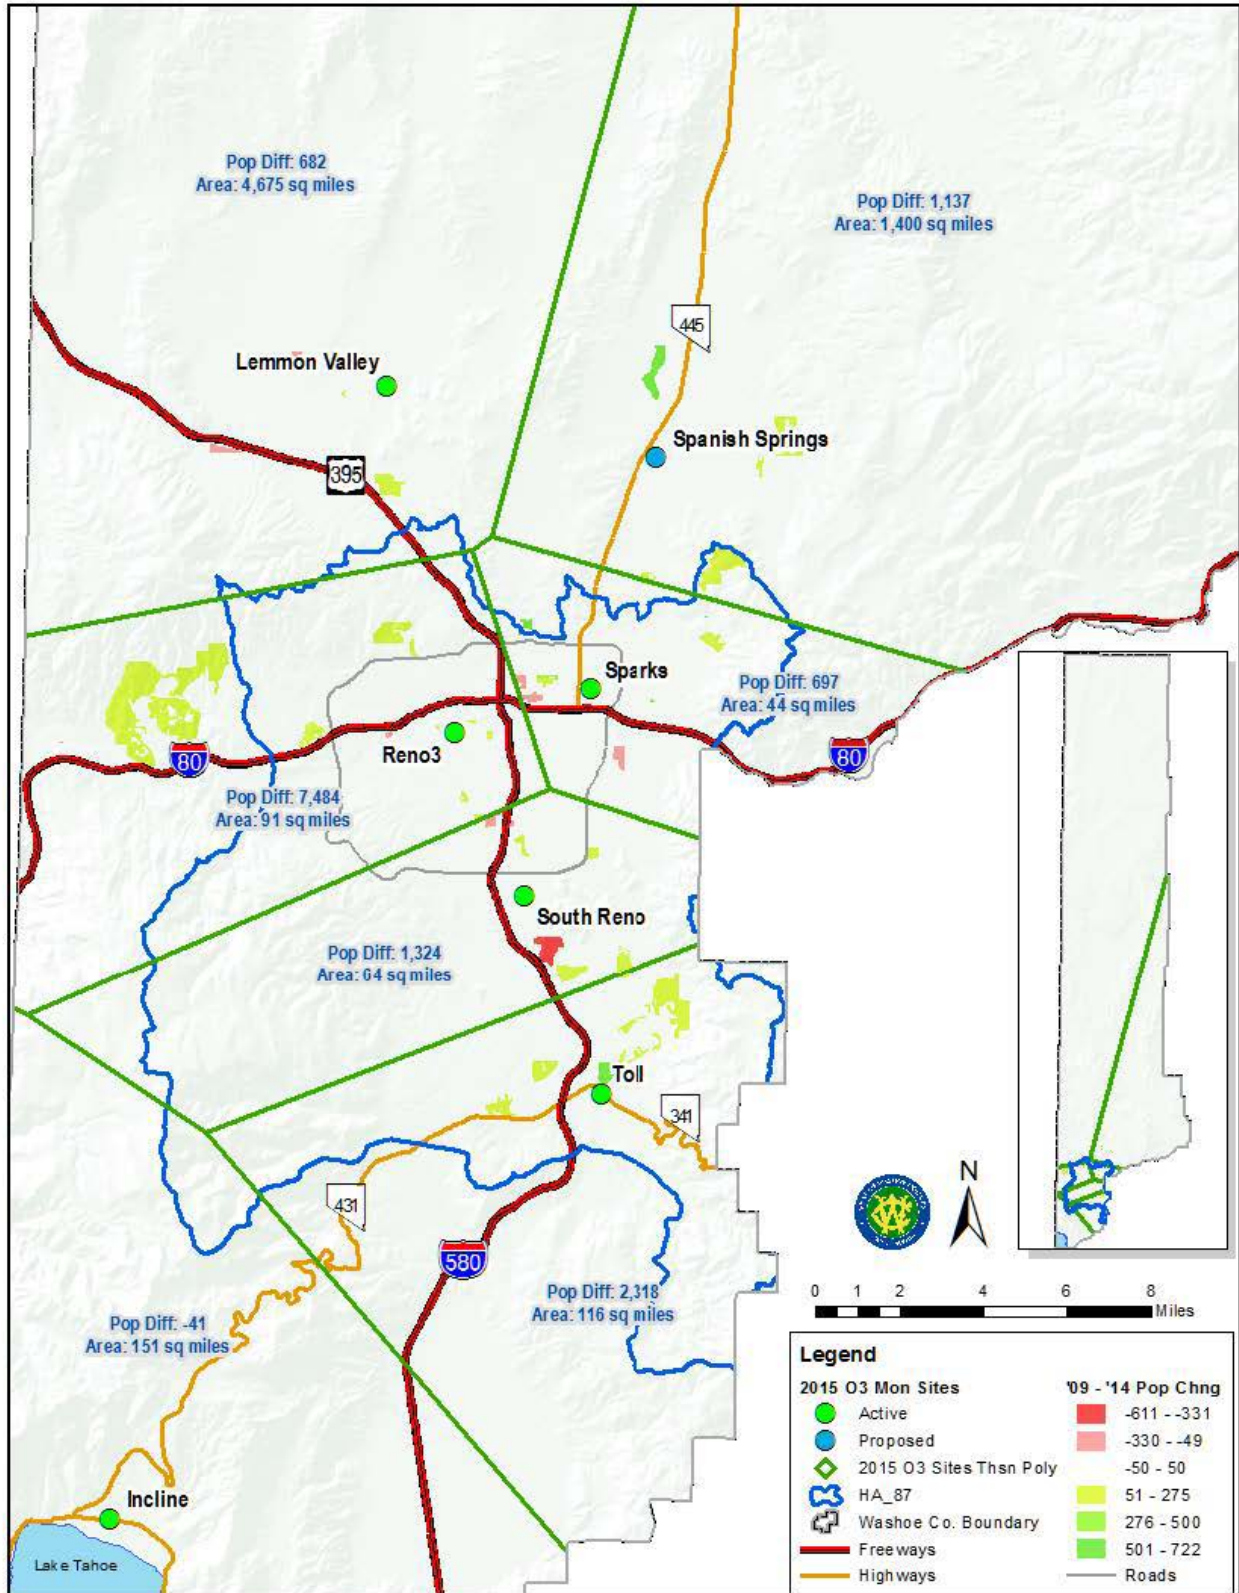 Pop Diff: 682
Area: 4,675 sq miles
Pop Diff: 1,137
Area: 1,400 sq miles
445
Lemmon Valley
Spanish Springs
395
Sparks
Pop Diff: 697
Area: 44 sq miles
Reno3
80
80
Pop Diff: 7,484
Area: 91 sq miles
South Reno
Pop Diff: 1,324
Area: 64 sq miles
Toll
341
431
N
580
Pop Diff: 2,318
Area: 116 sq miles
Pop Diff: -41
Area: 151 sq miles
0 1 2 4 6 8
Miles
Incline
Lake Tahoe
Legend
2015 O3 Mon Sites
Active
Proposed
2015 O3 Sites Thsn Poly
HA_87
Washoe Co. Boundary
Freeways
Highways
'09 - '14 Pop Chng
-611 - -331
-330 - -49
-50 - 50
51 - 275
276 - 500
501 - 722
Roads